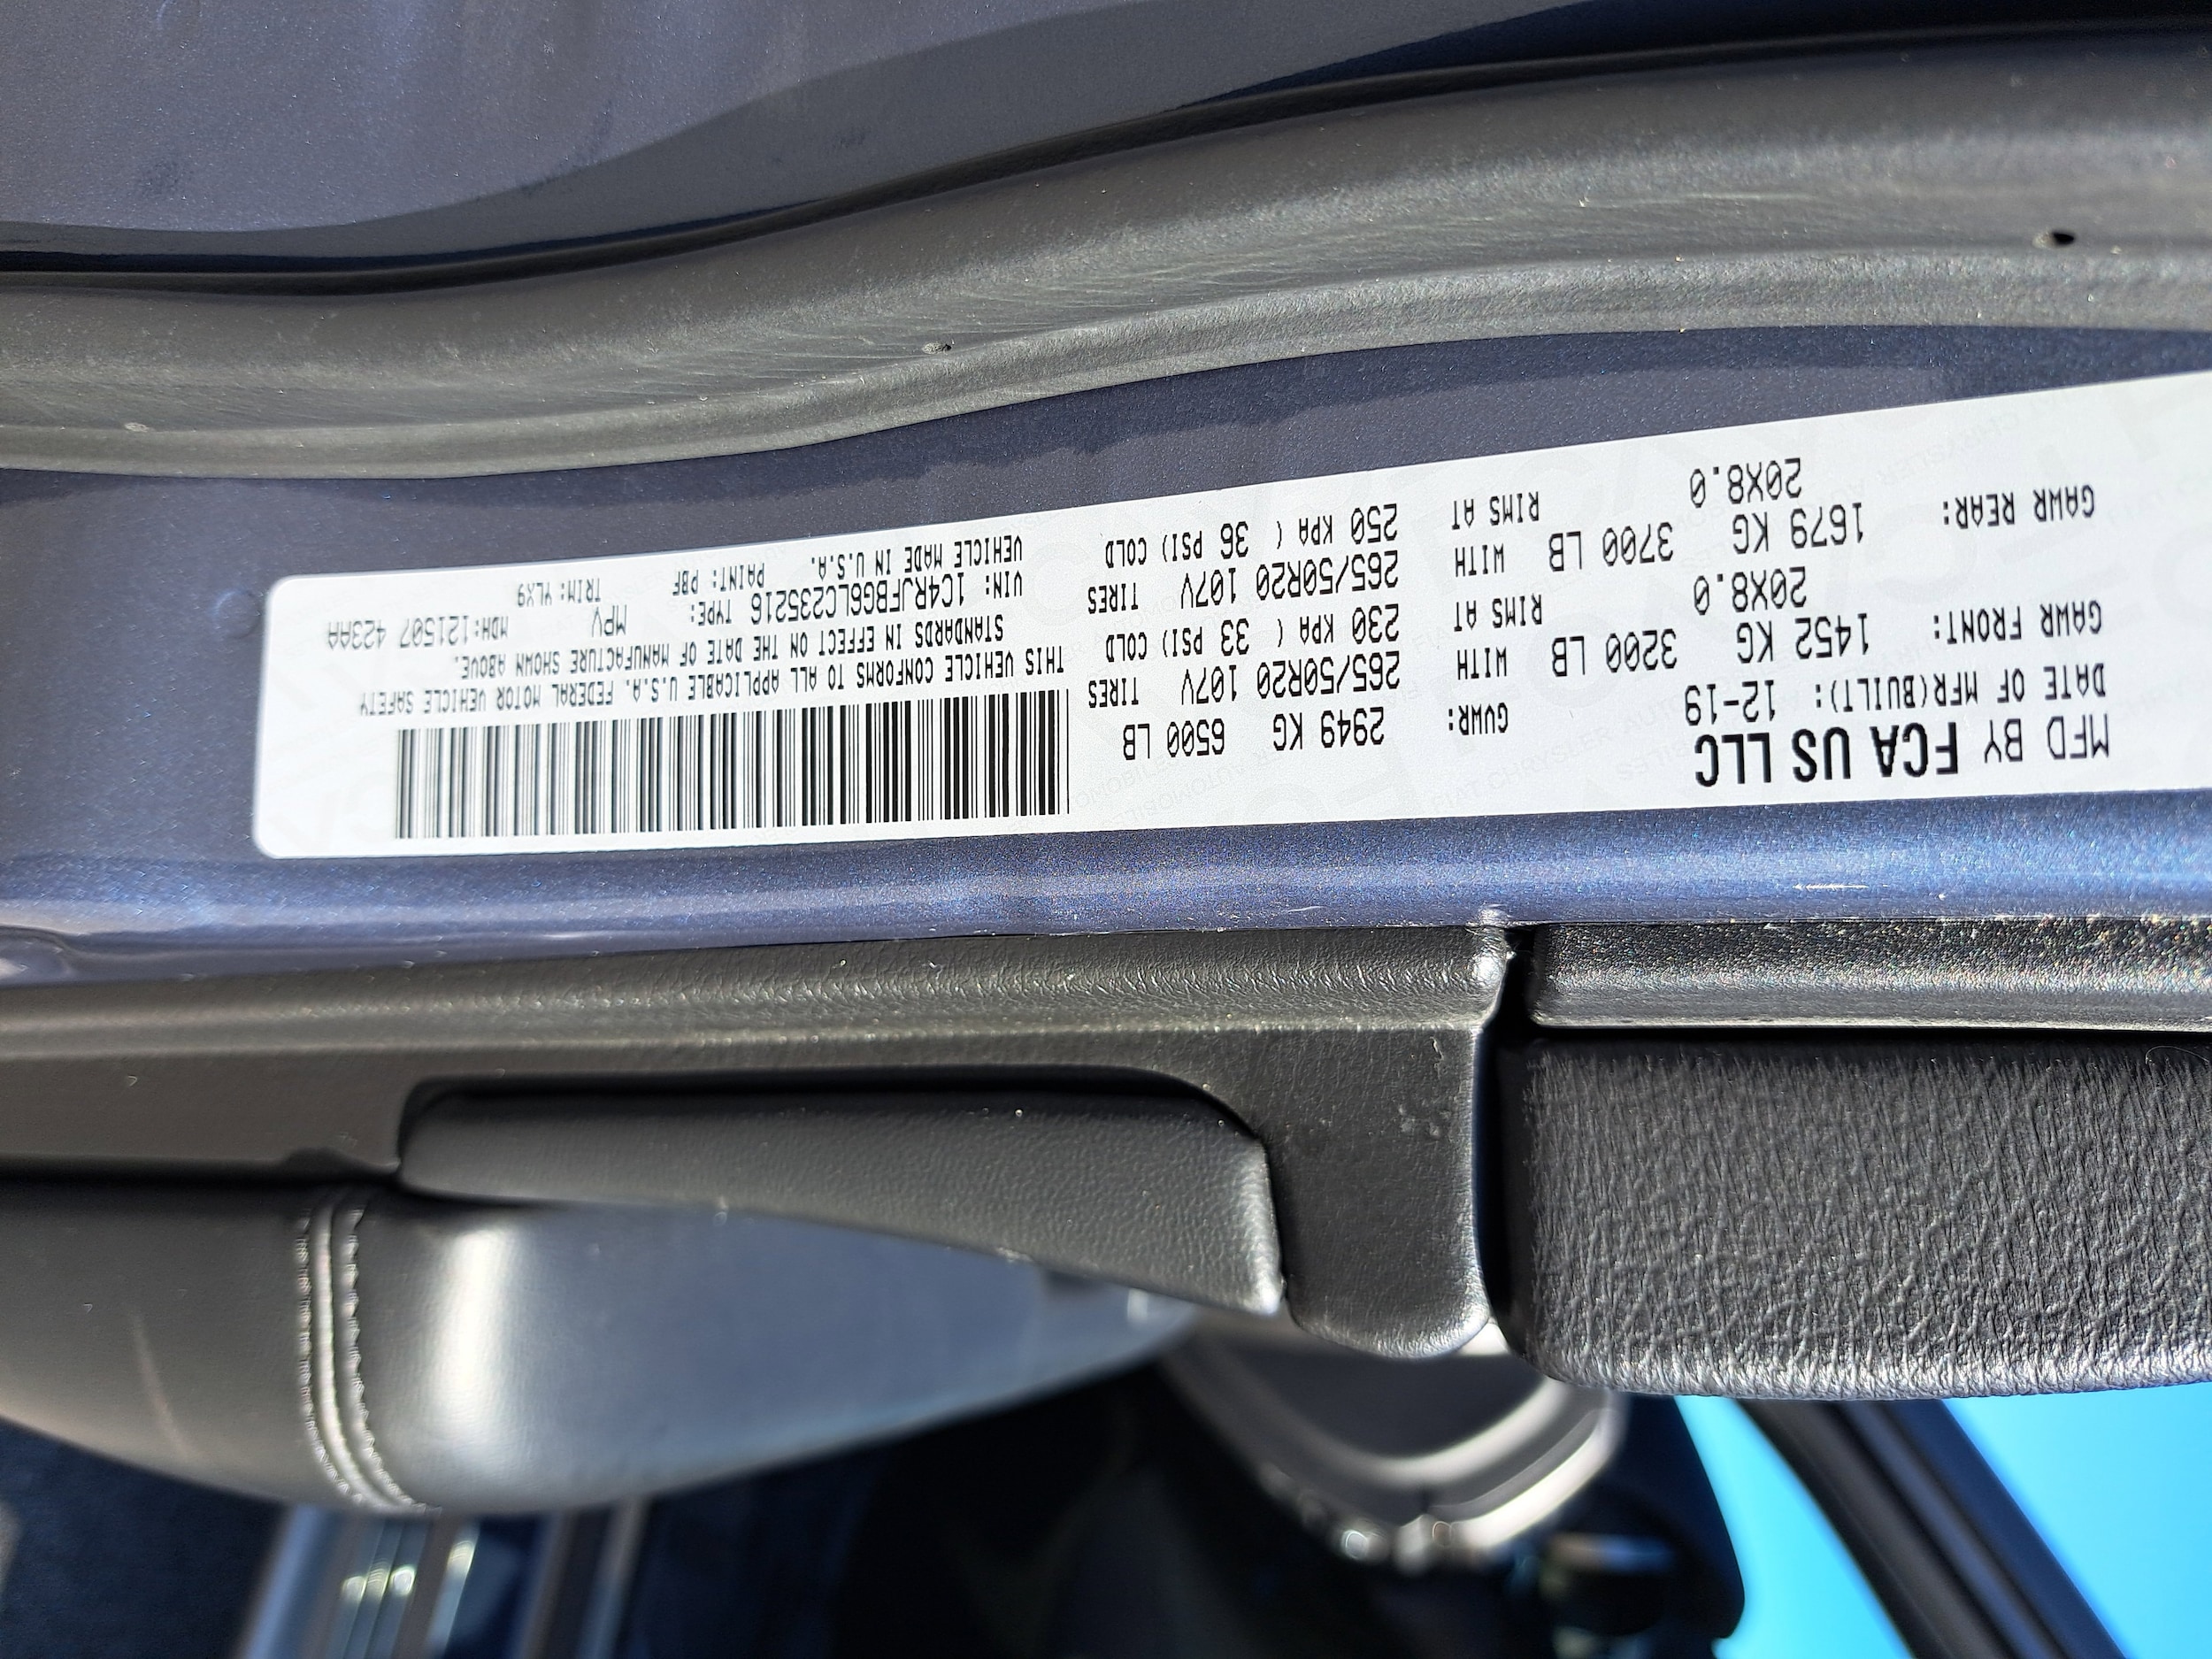 MFD BY FCA US LLC
DATE OF MFR(BUILT): 12-19
GVWR: 2949 KG 6500 LB
GAWR FRONT: 1452 KG 3200 LB WITH TIRES 265/50R20 107V
20X8.0 RIMS AT 230 KPA ( 33 PSI) COLD
GAWR REAR: 1679 KG 3700 LB WITH TIRES 265/50R20 107V
20X8.0 RIMS AT 250 KPA ( 36 PSI) COLD
THIS VEHICLE CONFORMS TO ALL APPLICABLE U.S.A. FEDERAL MOTOR VEHICLE SAFETY
STANDARDS IN EFFECT ON THE DATE OF MANUFACTURE SHOWN ABOVE.
VIN: 1C4RJFBG6LC235216 TYPE: MPV MDH:121507 423AA
VEHICLE MADE IN U.S.A. PAINT: PBF TRIM: YLX9